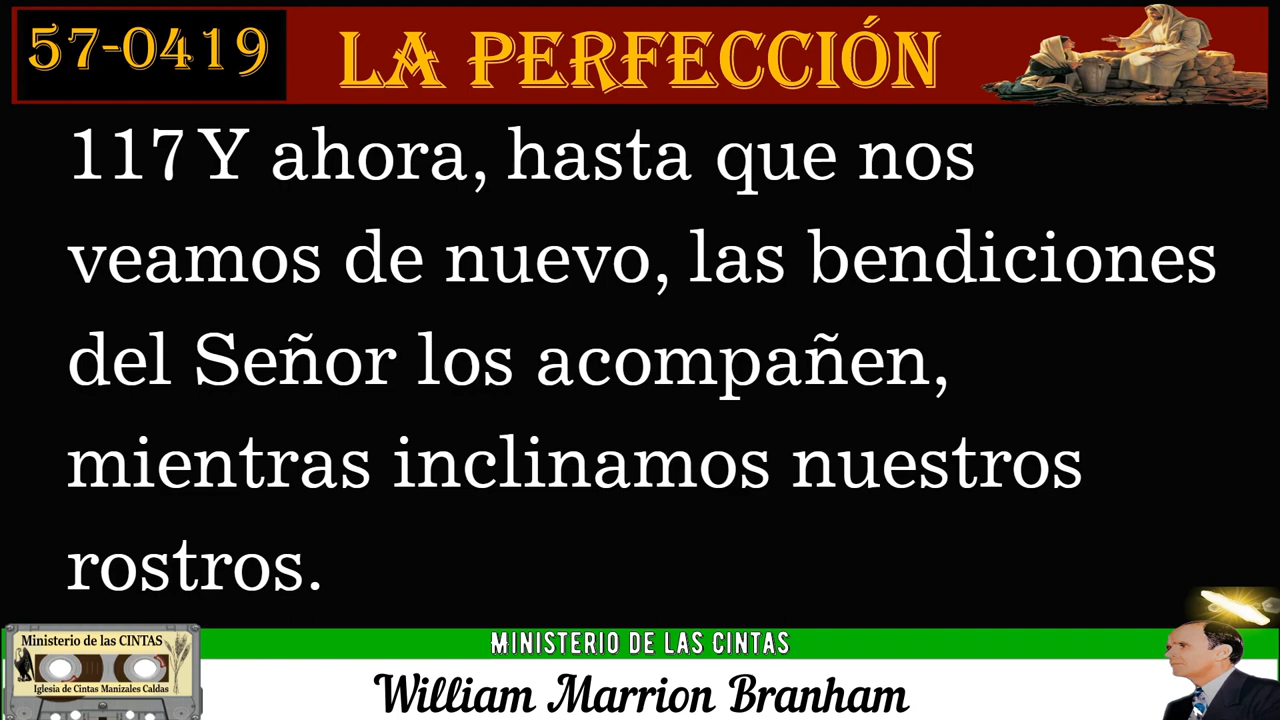 57-0419
LA PERFECCIÓN
117 Y ahora, hasta que nos
veamos de nuevo, las bendiciones
del Señor los acompañen,
mientras inclinamos nuestros
rostros.
Ministerio de las CINTAS
Iglesia de Cintas Manizales Caldas
MINISTERIO DE LAS CINTAS
William Marrion Branham